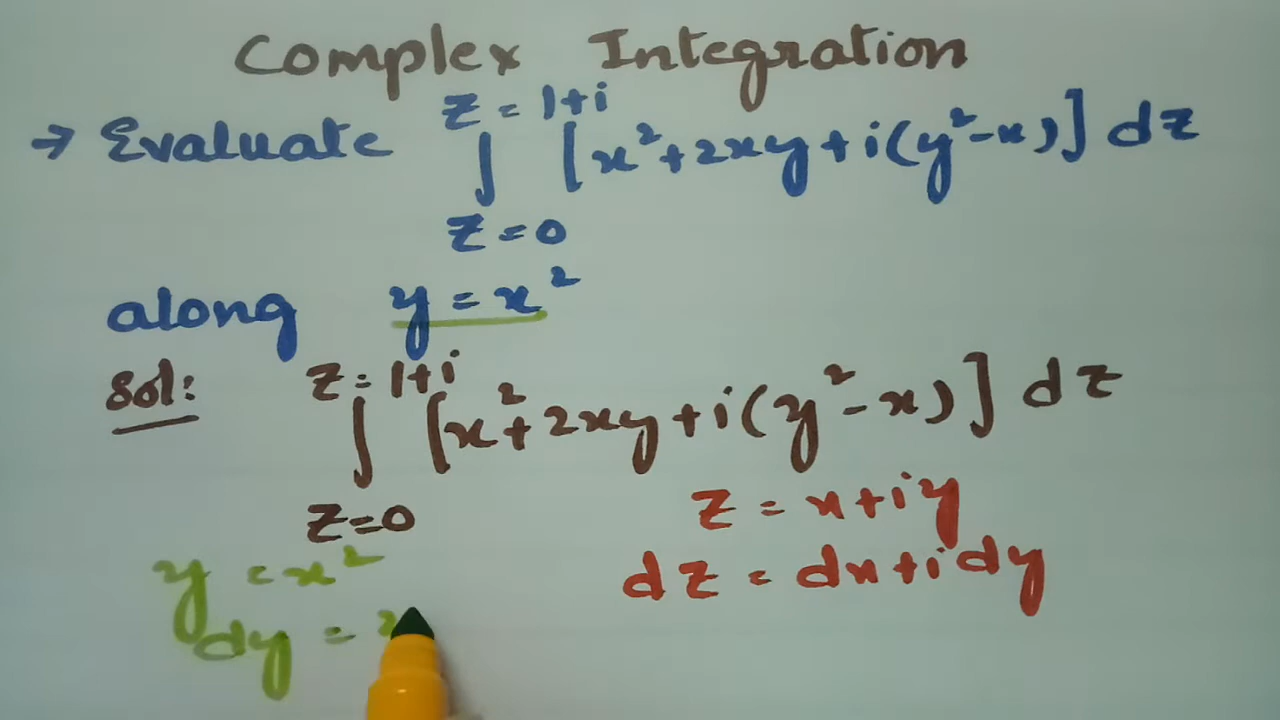 Complex Integration
→ Evaluate ∫_{z=0}^{z=1+i} [x²+2xy+i(y²-x)] dz
along y=x²
Sol: ∫_{z=0}^{z=1+i} [x²+2xy+i(y²-x)] dz
z = x+iy
y = x²
dz = dx+idy
dy =